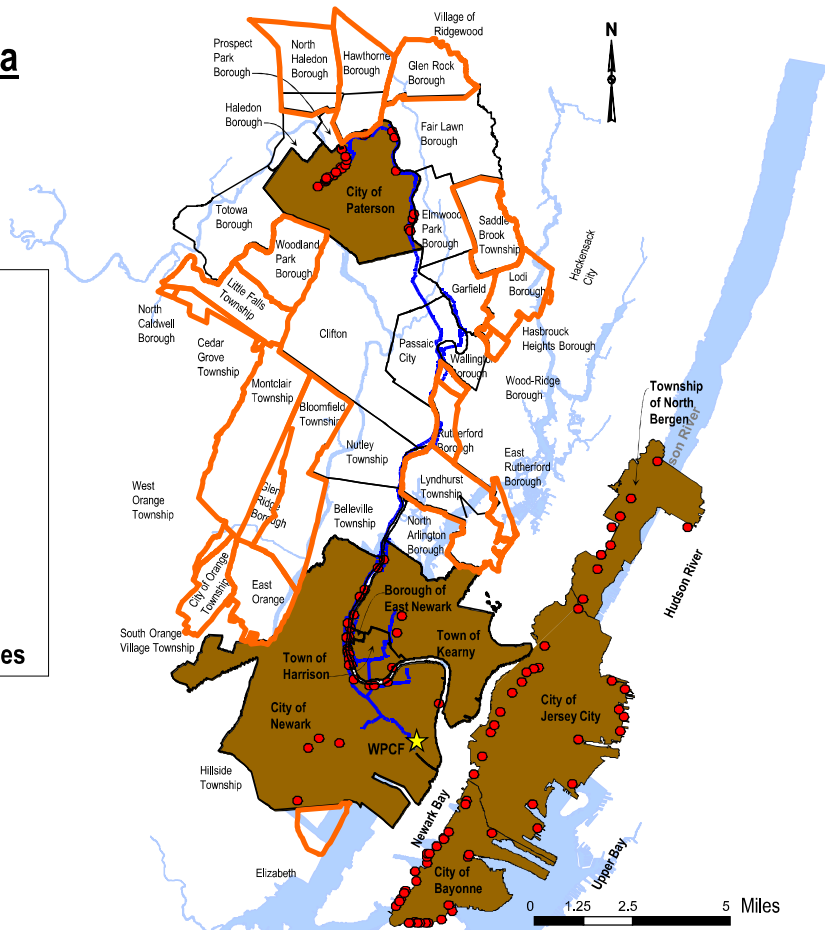 a
Village of
Ridgewood
N
Prospect
Park
Borough
North
Haledon
Borough
Hawthorne
Borough
Glen Rock
Borough
Haledon
Borough
Fair Lawn
Borough
City of
Paterson
Totowa
Borough
Elmwood
Park
Borough
Saddle
Brook
Township
Woodland
Park
Borough
Hackensack
City
Little Falls
Township
Garfield
Lodi
Borough
North
Caldwell
Borough
Cedar
Grove
Township
Clifton
Passaic
City
Hasbrouck
Heights Borough
Wallington
Borough
Wood-Ridge
Borough
Montclair
Township
Bloomfield
Township
Township
of North
Bergen
son River
Nutley
Township
Rutherford
Borough
East
Rutherford
Borough
Lyndhurst
Township
West
Orange
Township
Glen
Ridge
Borough
Belleville
Township
North
Arlington
Borough
City of Orange
Township
East
Orange
Hudson River
Borough of
East Newark
South Orange
Village Township
Town of
Kearny
es
Town of
Harrison
City of
Newark
City of
Jersey City
WPCF
Hillside
Township
Newark Bay
Upper Bay
Elizabeth
City of
Bayonne
0 1.25 2.5 5 Miles